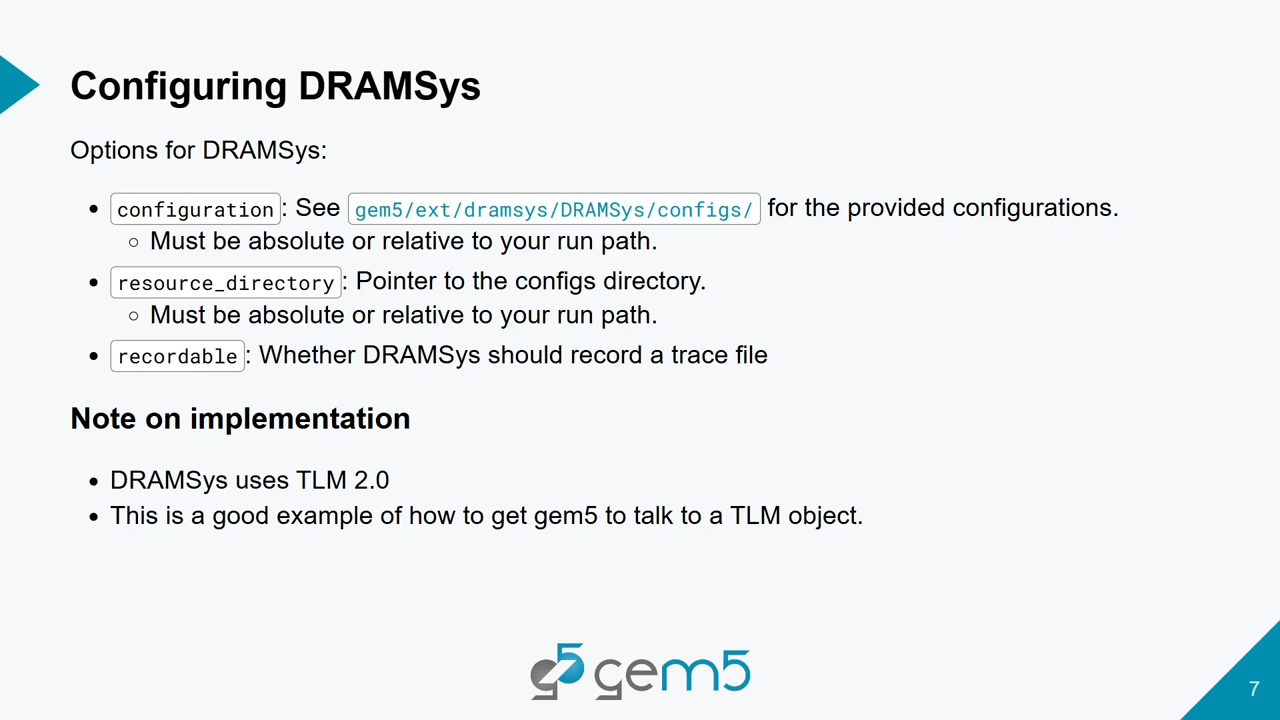 Configuring DRAMSys
Options for DRAMSys:
• configuration: See gem5/ext/dramsys/DRAMSys/configs/ for the provided configurations.
◦ Must be absolute or relative to your run path.
• resource_directory: Pointer to the configs directory.
◦ Must be absolute or relative to your run path.
• recordable: Whether DRAMSys should record a trace file
Note on implementation
• DRAMSys uses TLM 2.0
• This is a good example of how to get gem5 to talk to a TLM object.
g5 gem5
7